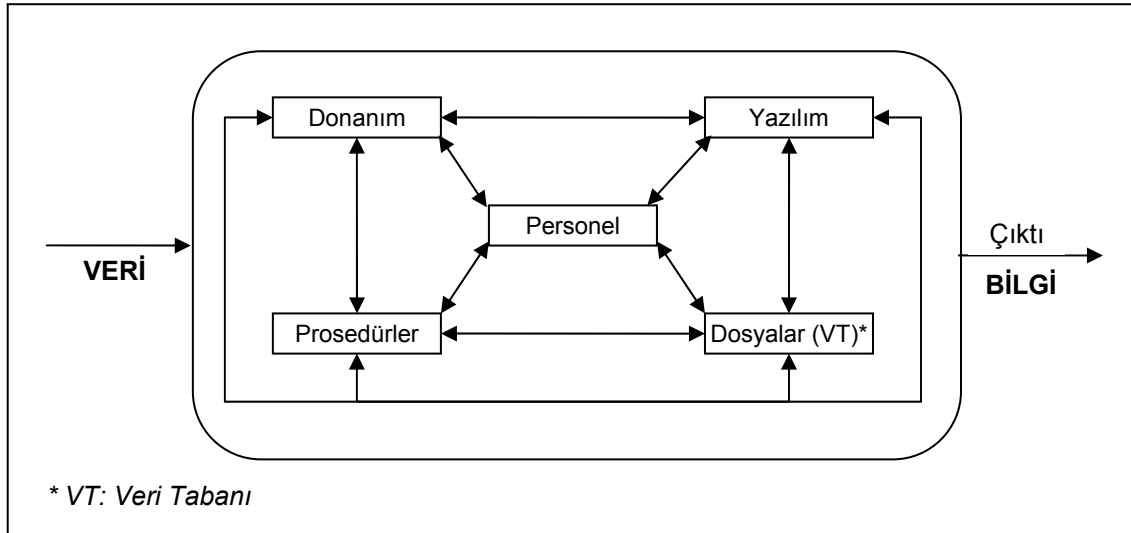 Donanım
Yazılım
Personel
VERİ
Çıktı
BİLGİ
Prosedürler
Dosyalar (VT)*
* VT: Veri Tabanı